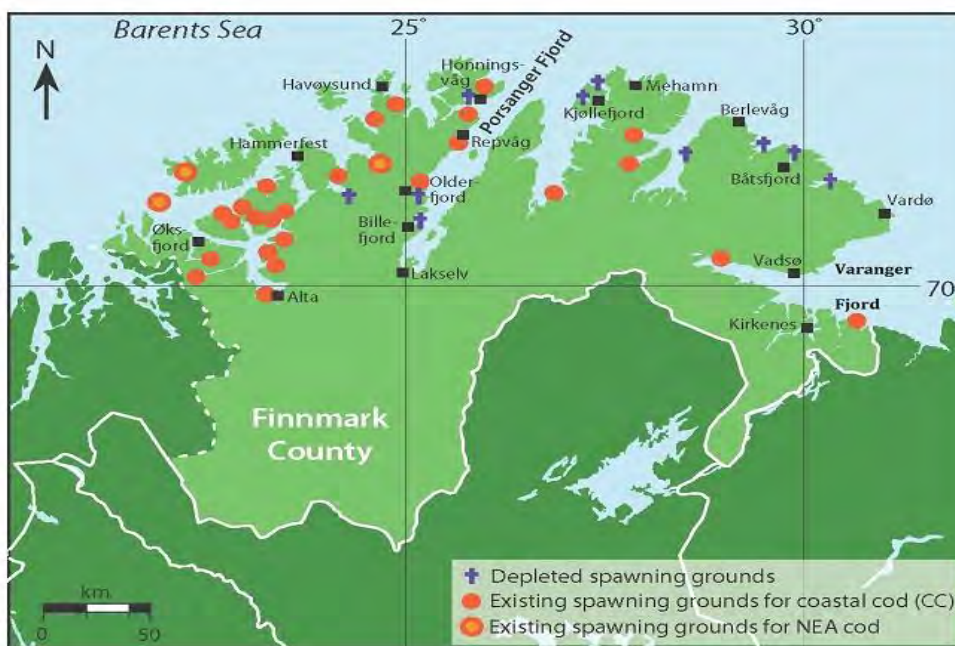 Barents Sea
25°
30°
N
Honnings-
våg
Havøysund
Porsanger Fjord
Mehamn
Kjøllefjord
Berlevåg
Hammerfest
Repvåg
Båtsfjord
Older-
fjord
Vardø
Øks-
fjord
Bille-
fjord
Lakselv
Vadsø
Varanger
70
Alta
Fjord
Kirkenes
Finnmark
County
km.
0
50
Depleted spawning grounds
Existing spawning grounds for coastal cod (CC)
Existing spawning grounds for NEA cod